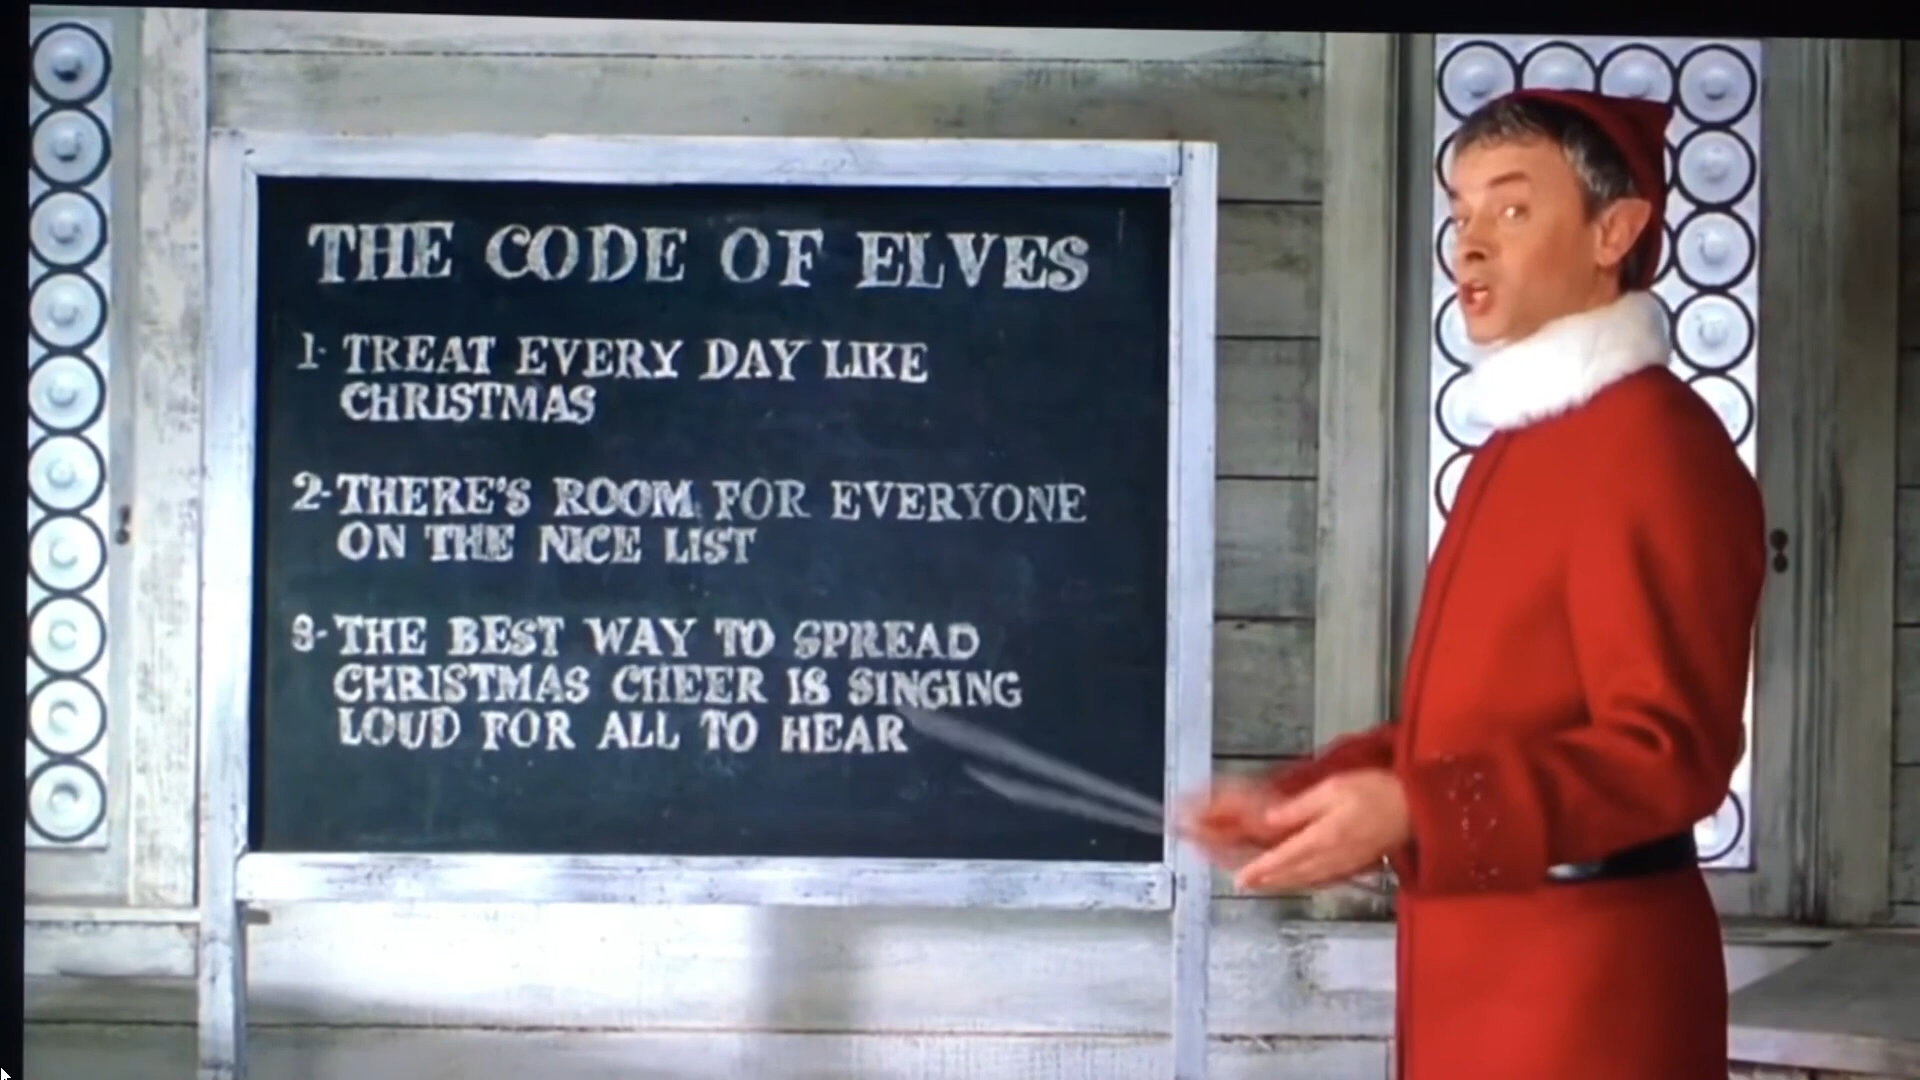 THE CODE OF ELVES
1- TREAT EVERY DAY LIKE
CHRISTMAS
2- THERE'S ROOM FOR EVERYONE
ON THE NICE LIST
3- THE BEST WAY TO SPREAD
CHRISTMAS CHEER IS SINGING
LOUD FOR ALL TO HEAR